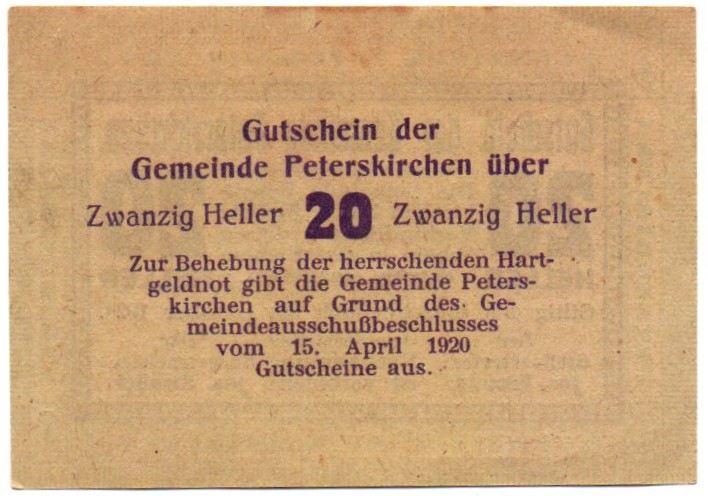 Gutschein der
Gemeinde Peterskirchen über
Zwanzig Heller 20 Zwanzig Heller
Zur Behebung der herrschenden Hart-
geldnot gibt die Gemeinde Peters-
kirchen auf Grund des Ge-
meindeausschußbeschlusses
vom 15. April 1920
Gutscheine aus.